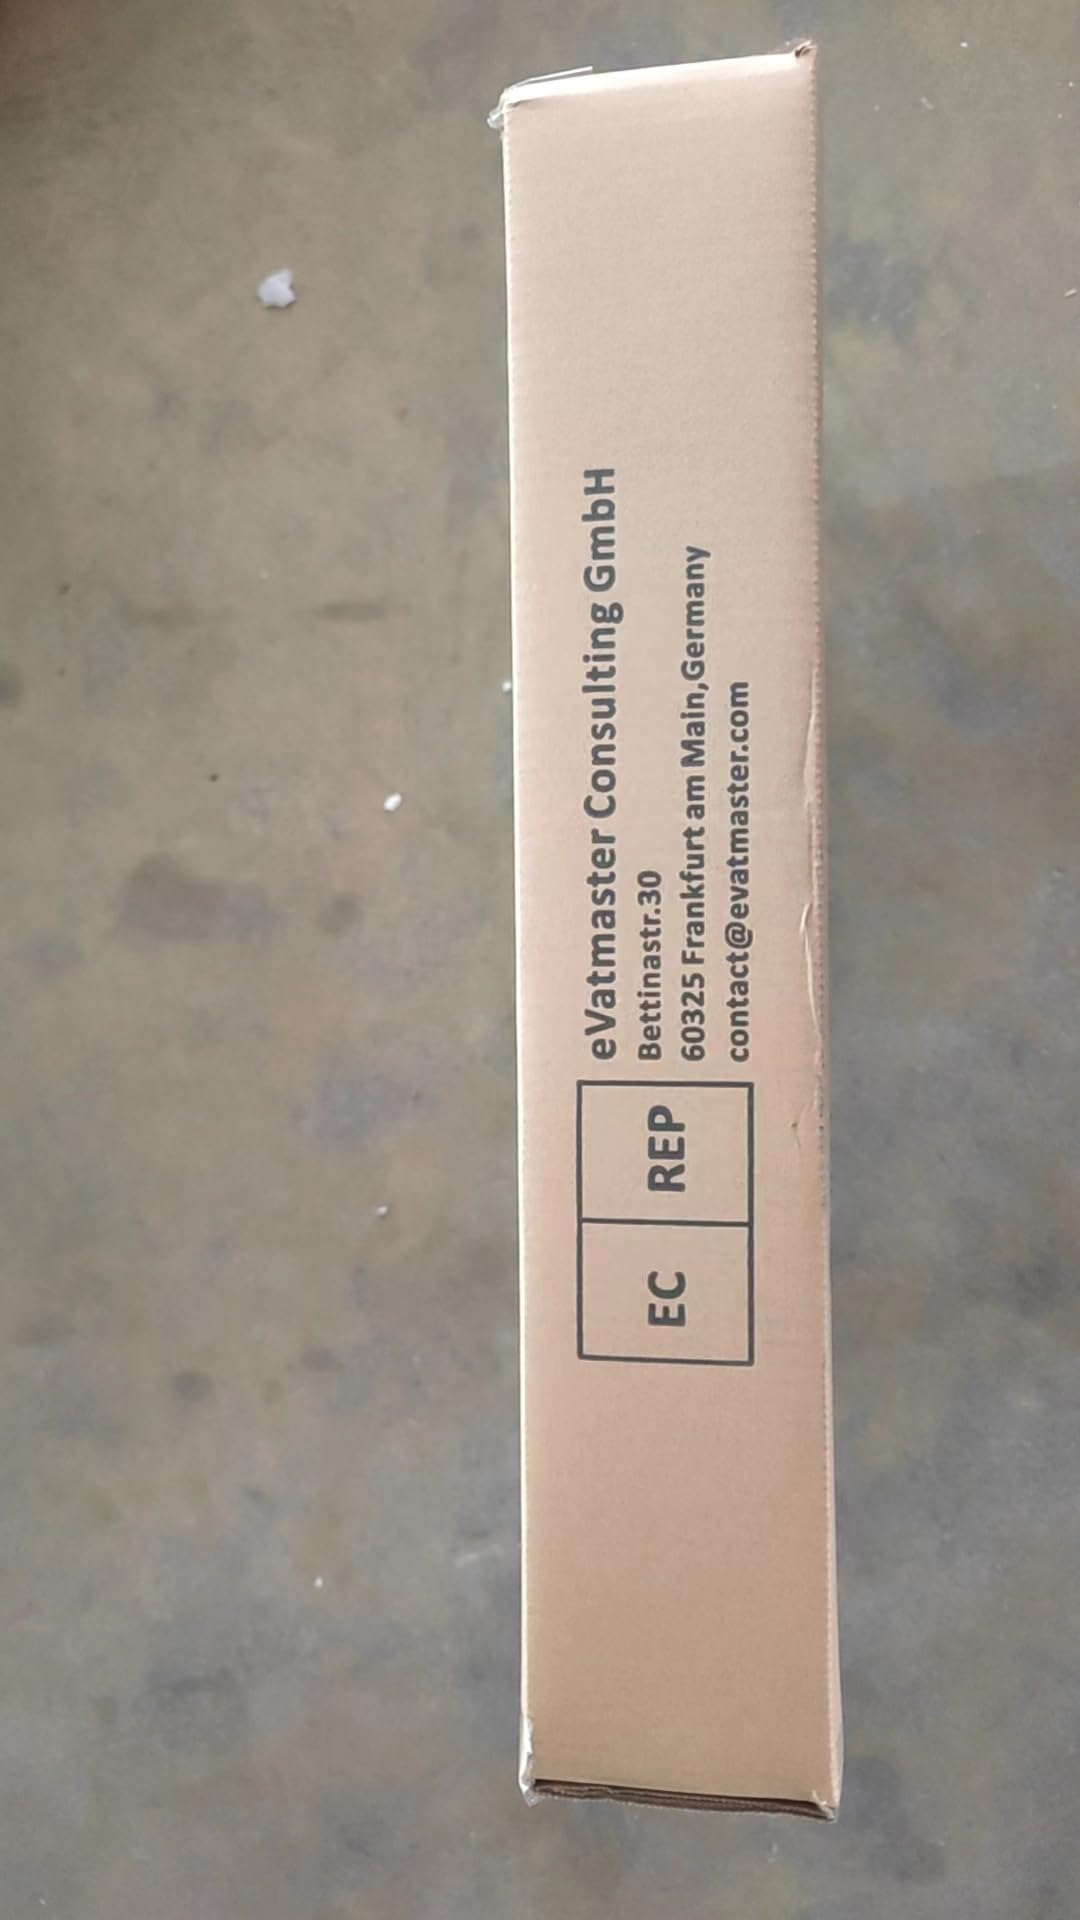 EC REP
eVatmaster Consulting GmbH
Bettinastr.30
60325 Frankfurt am Main,Germany
contact@evatmaster.com